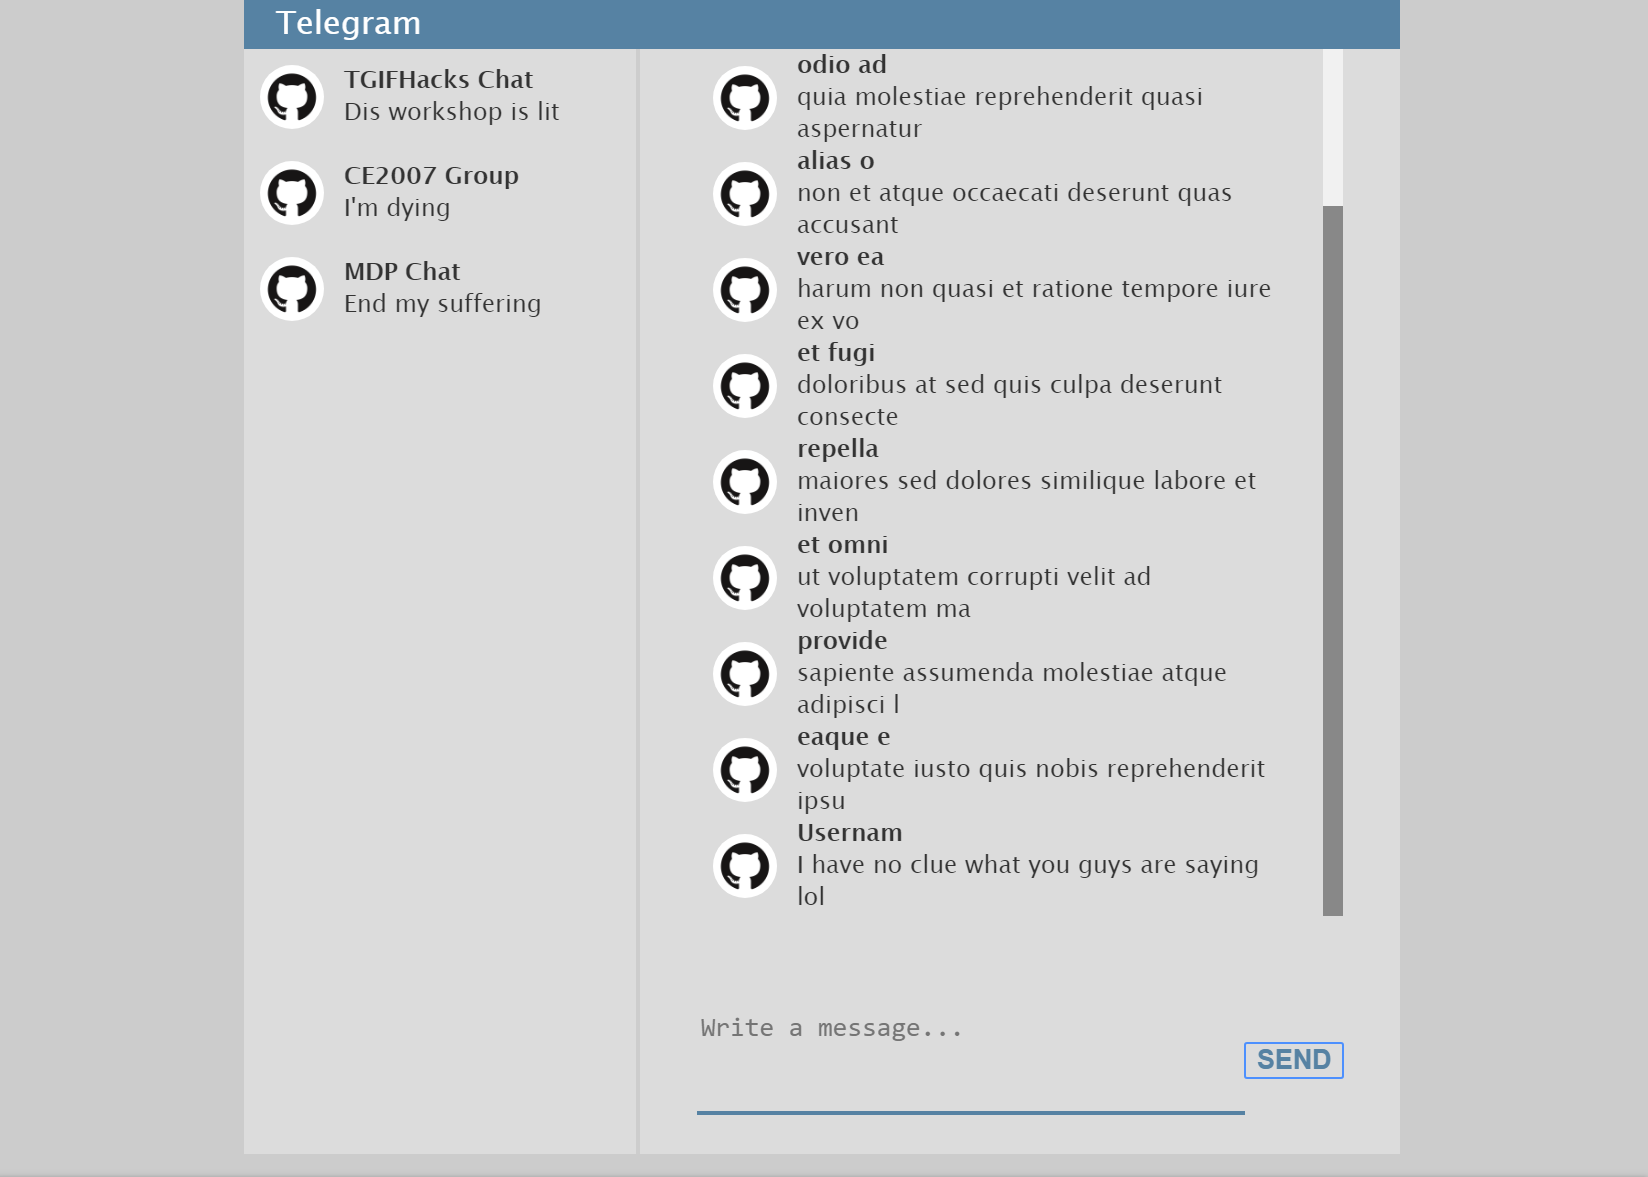 Telegram
TGIFHacks Chat
Dis workshop is lit
CE2007 Group
I'm dying
MDP Chat
End my suffering
odio ad
quia molestiae reprehenderit quasi
aspernatur
alias o
non et atque occaecati deserunt quas
accusant
vero ea
harum non quasi et ratione tempore iure
ex vo
et fugi
doloribus at sed quis culpa deserunt
consecte
repella
maiores sed dolores similique labore et
inven
et omni
ut voluptatem corrupti velit ad
voluptatem ma
provide
sapiente assumenda molestiae atque
adipisci l
eaque e
voluptate iusto quis nobis reprehenderit
ipsu
Usernam
I have no clue what you guys are saying
lol
Write a message...
SEND